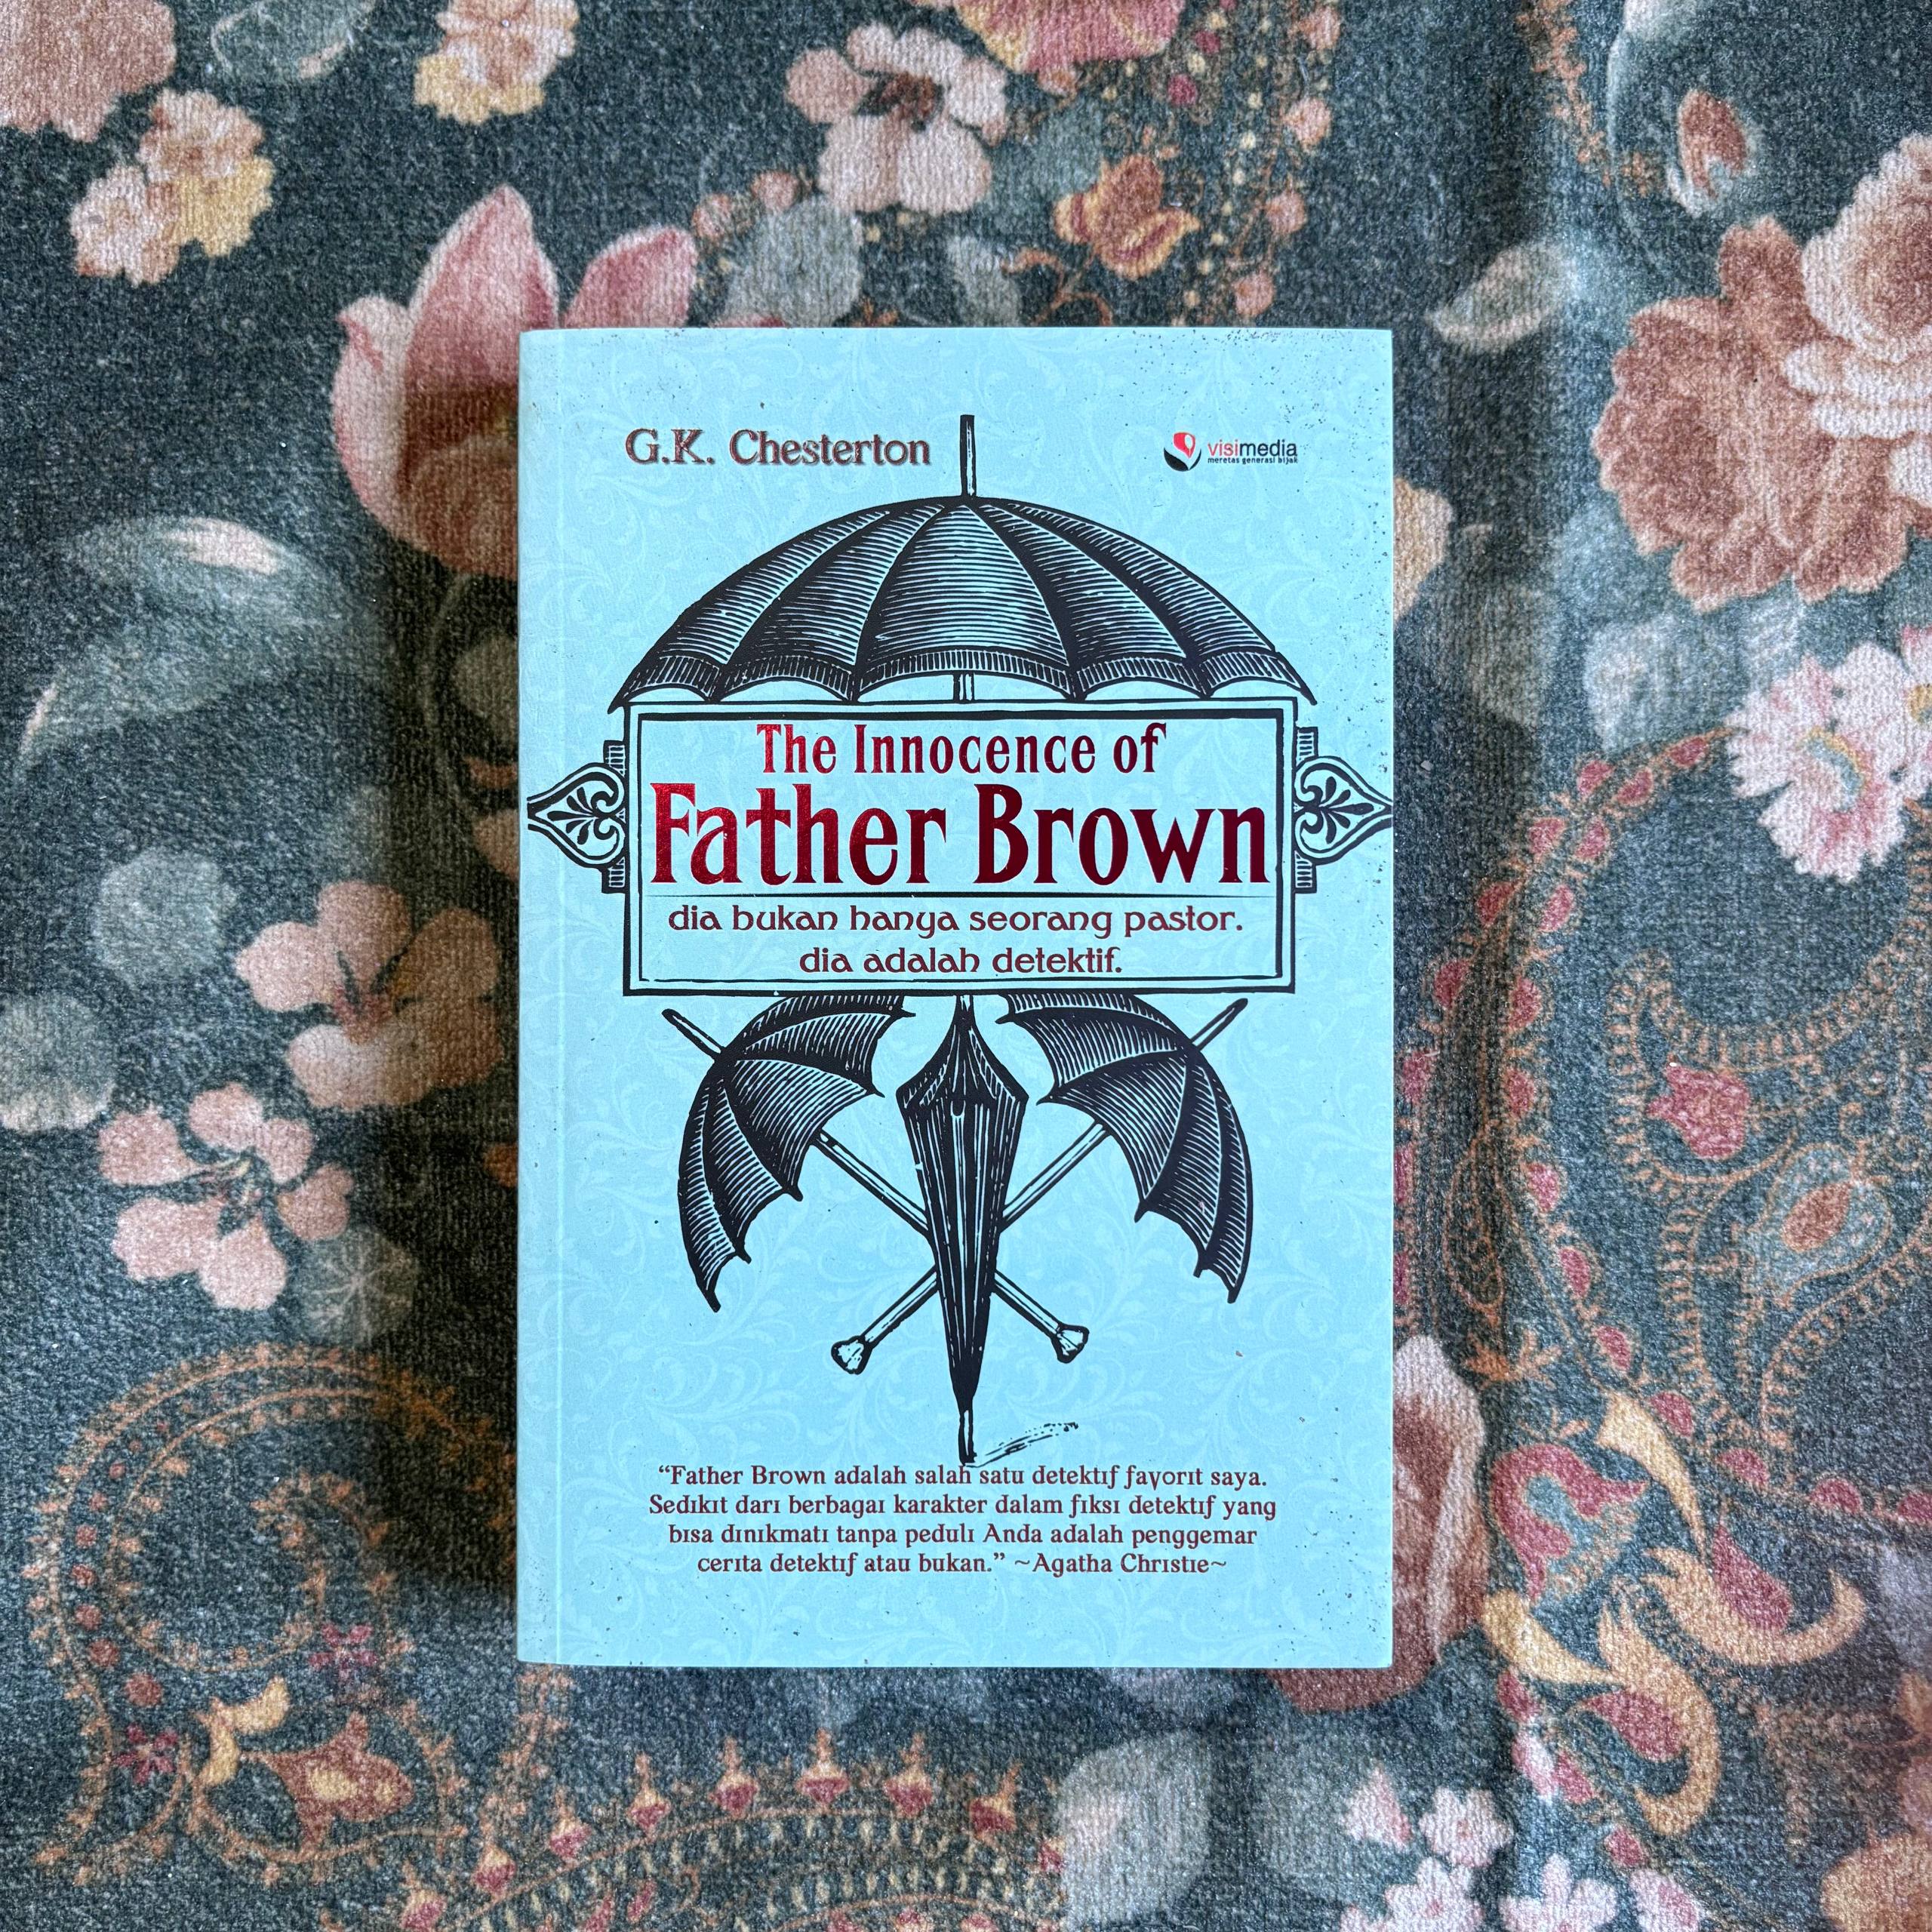 G.K. Chesterton
visimedia
meretas generasi bijak
The Innocence of
Father Brown
dia bukan hanya seorang pastor.
dia adalah detektif.
“Father Brown adalah salah satu detektif favorit saya.
Sedikit dari berbagai karakter dalam fiksi detektif yang
bisa dinikmati tanpa peduli Anda adalah penggemar
cerita detektif atau bukan.” ~Agatha Christie~